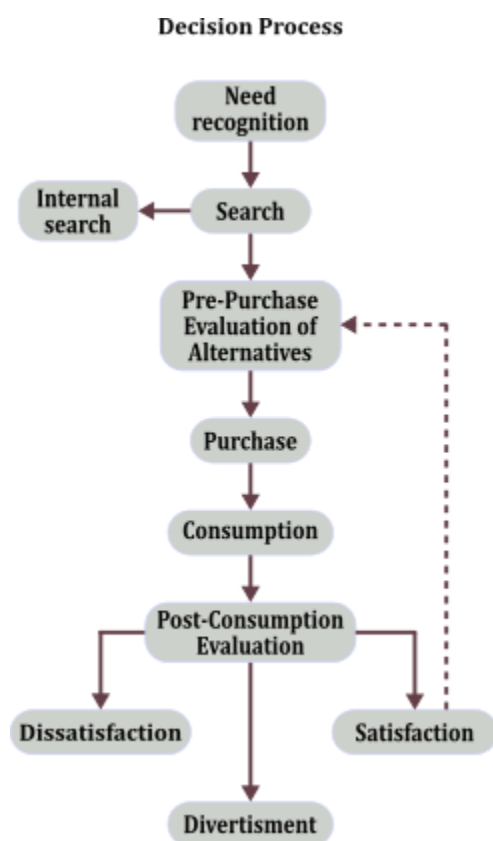 Decision Process
Need
recognition
Internal
search
Search
Pre-Purchase
Evaluation of
Alternatives
Purchase
Consumption
Post-Consumption
Evaluation
Dissatisfaction
Satisfaction
Divertisment